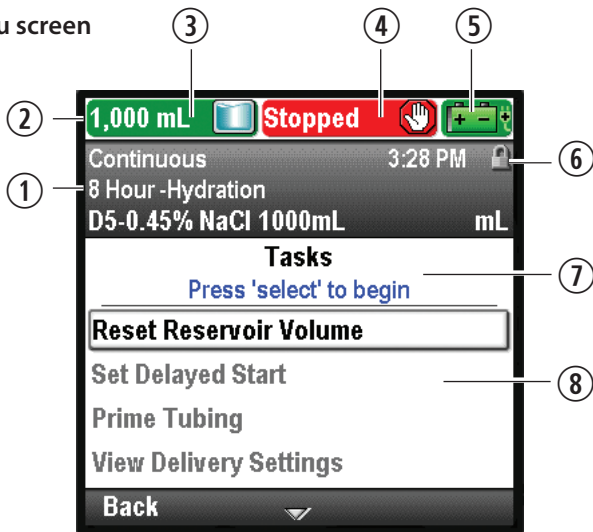 u screen
③ ④ ⑤
② 1,000 mL Stopped + −
Continuous 3:28 PM ⑥
① 8 Hour -Hydration
D5-0.45% NaCl 1000mL mL
Tasks ⑦
Press 'select' to begin
Reset Reservoir Volume
Set Delayed Start ⑧
Prime Tubing
View Delivery Settings
Back